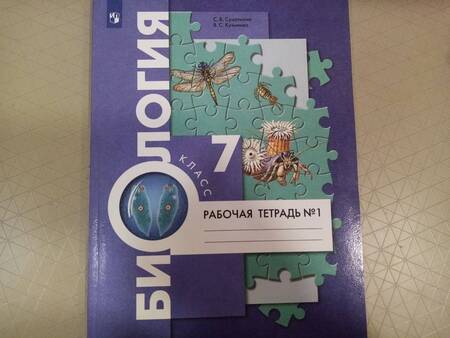 С. В. Суматохин
В. С. Кучменко
БИОЛОГИЯ
7
КЛАСС
РАБОЧАЯ ТЕТРАДЬ №1